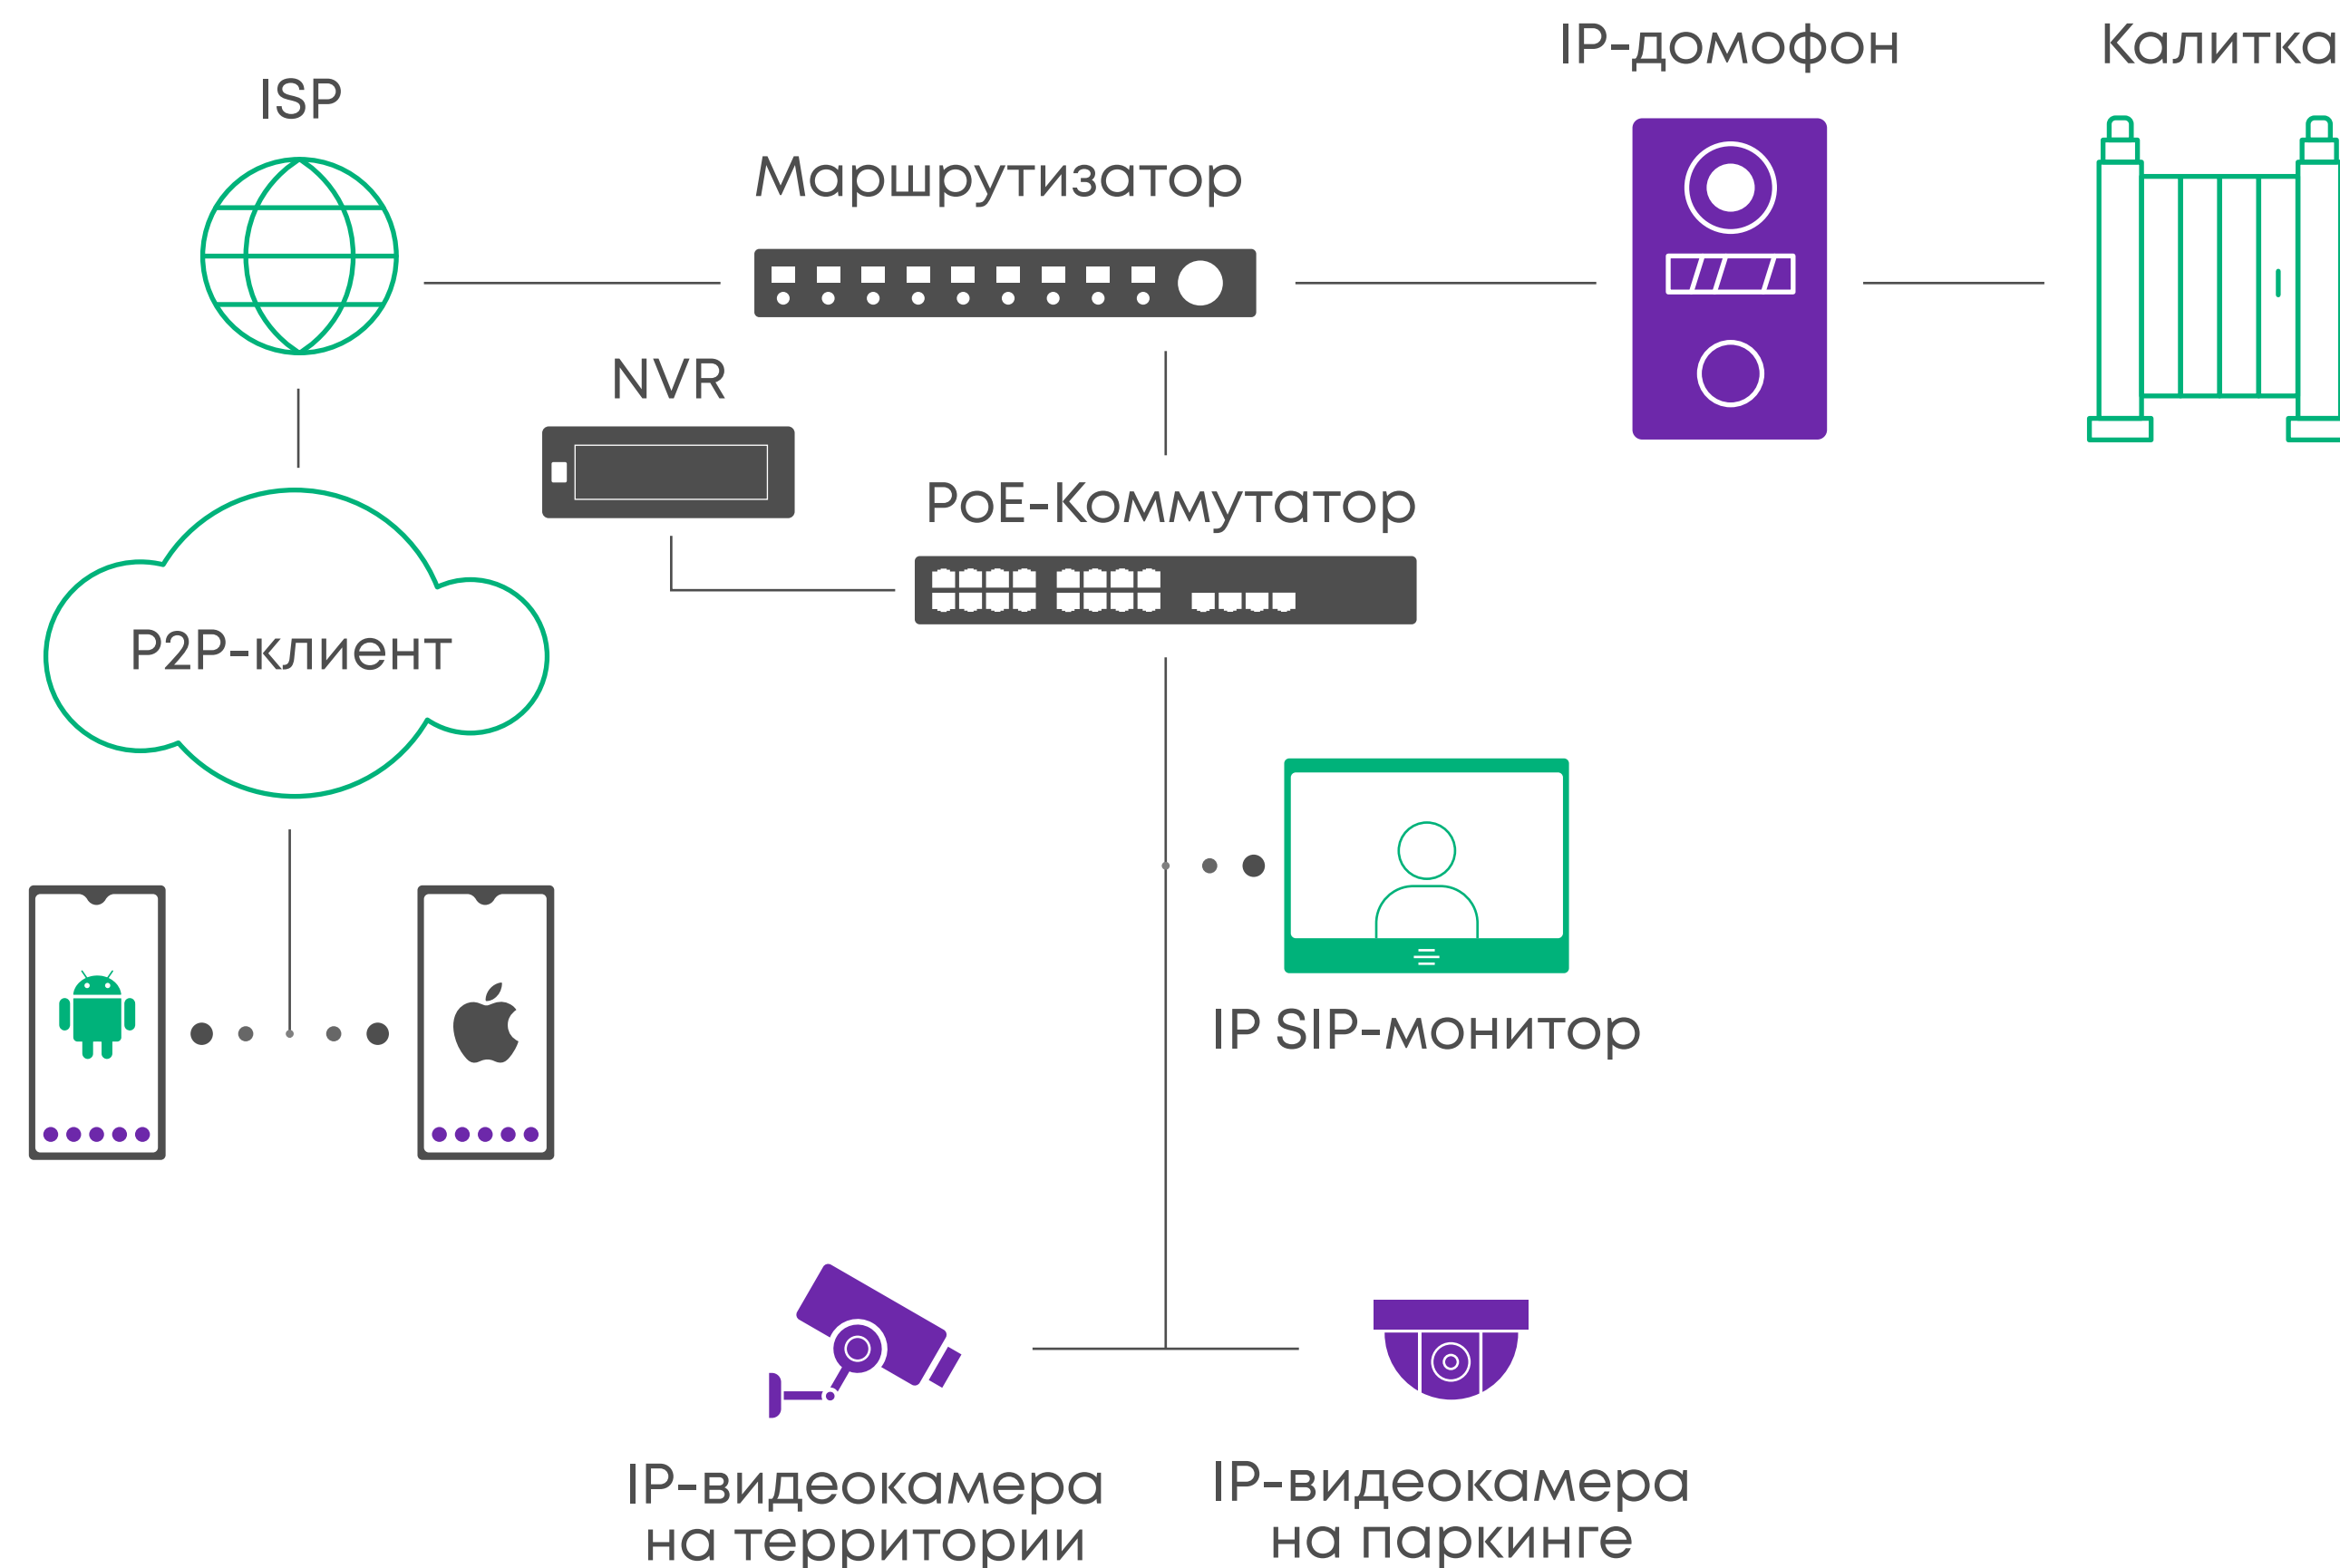 IP-домофон
Калитка
ISP
Маршрутизатор
NVR
PoE-Коммутатор
P2P-клиент
IP SIP-монитор
IP-видеокамера
на территории
IP-видеокамера
на паркинге